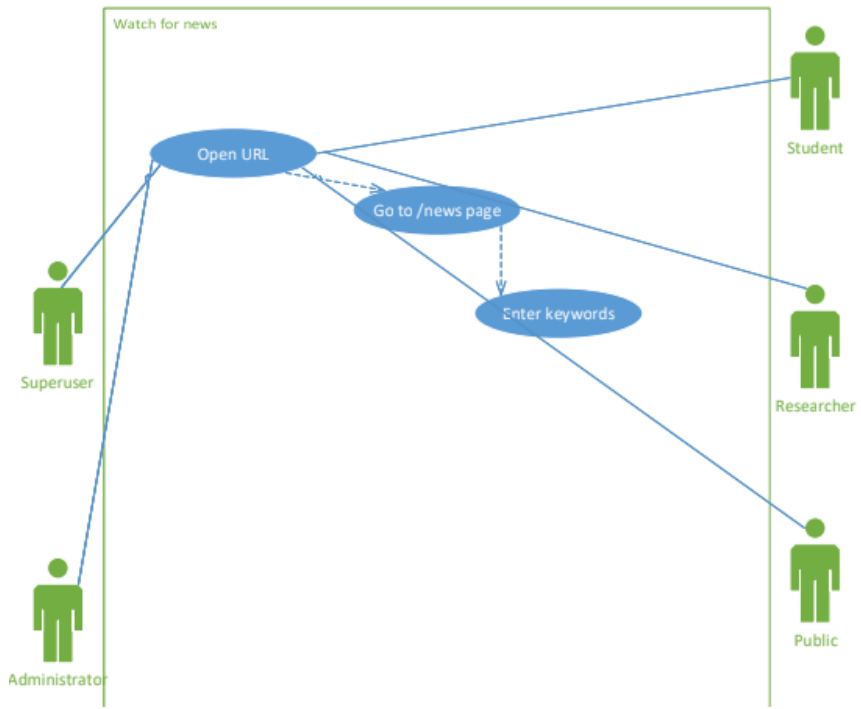 Watch for news
Student
Open URL
Go to /news page
Enter keywords
Superuser
Researcher
Public
Administrator